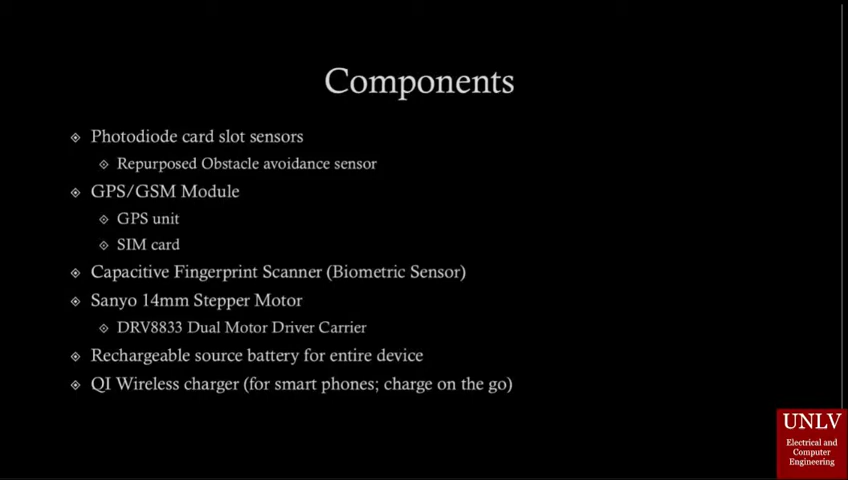 Components
Photodiode card slot sensors
Repurposed Obstacle avoidance sensor
GPS/GSM Module
GPS unit
SIM card
Capacitive Fingerprint Scanner (Biometric Sensor)
Sanyo 14mm Stepper Motor
DRV8833 Dual Motor Driver Carrier
Rechargeable source battery for entire device
QI Wireless charger (for smart phones; charge on the go)
UNLV
Electrical and
Computer
Engineering